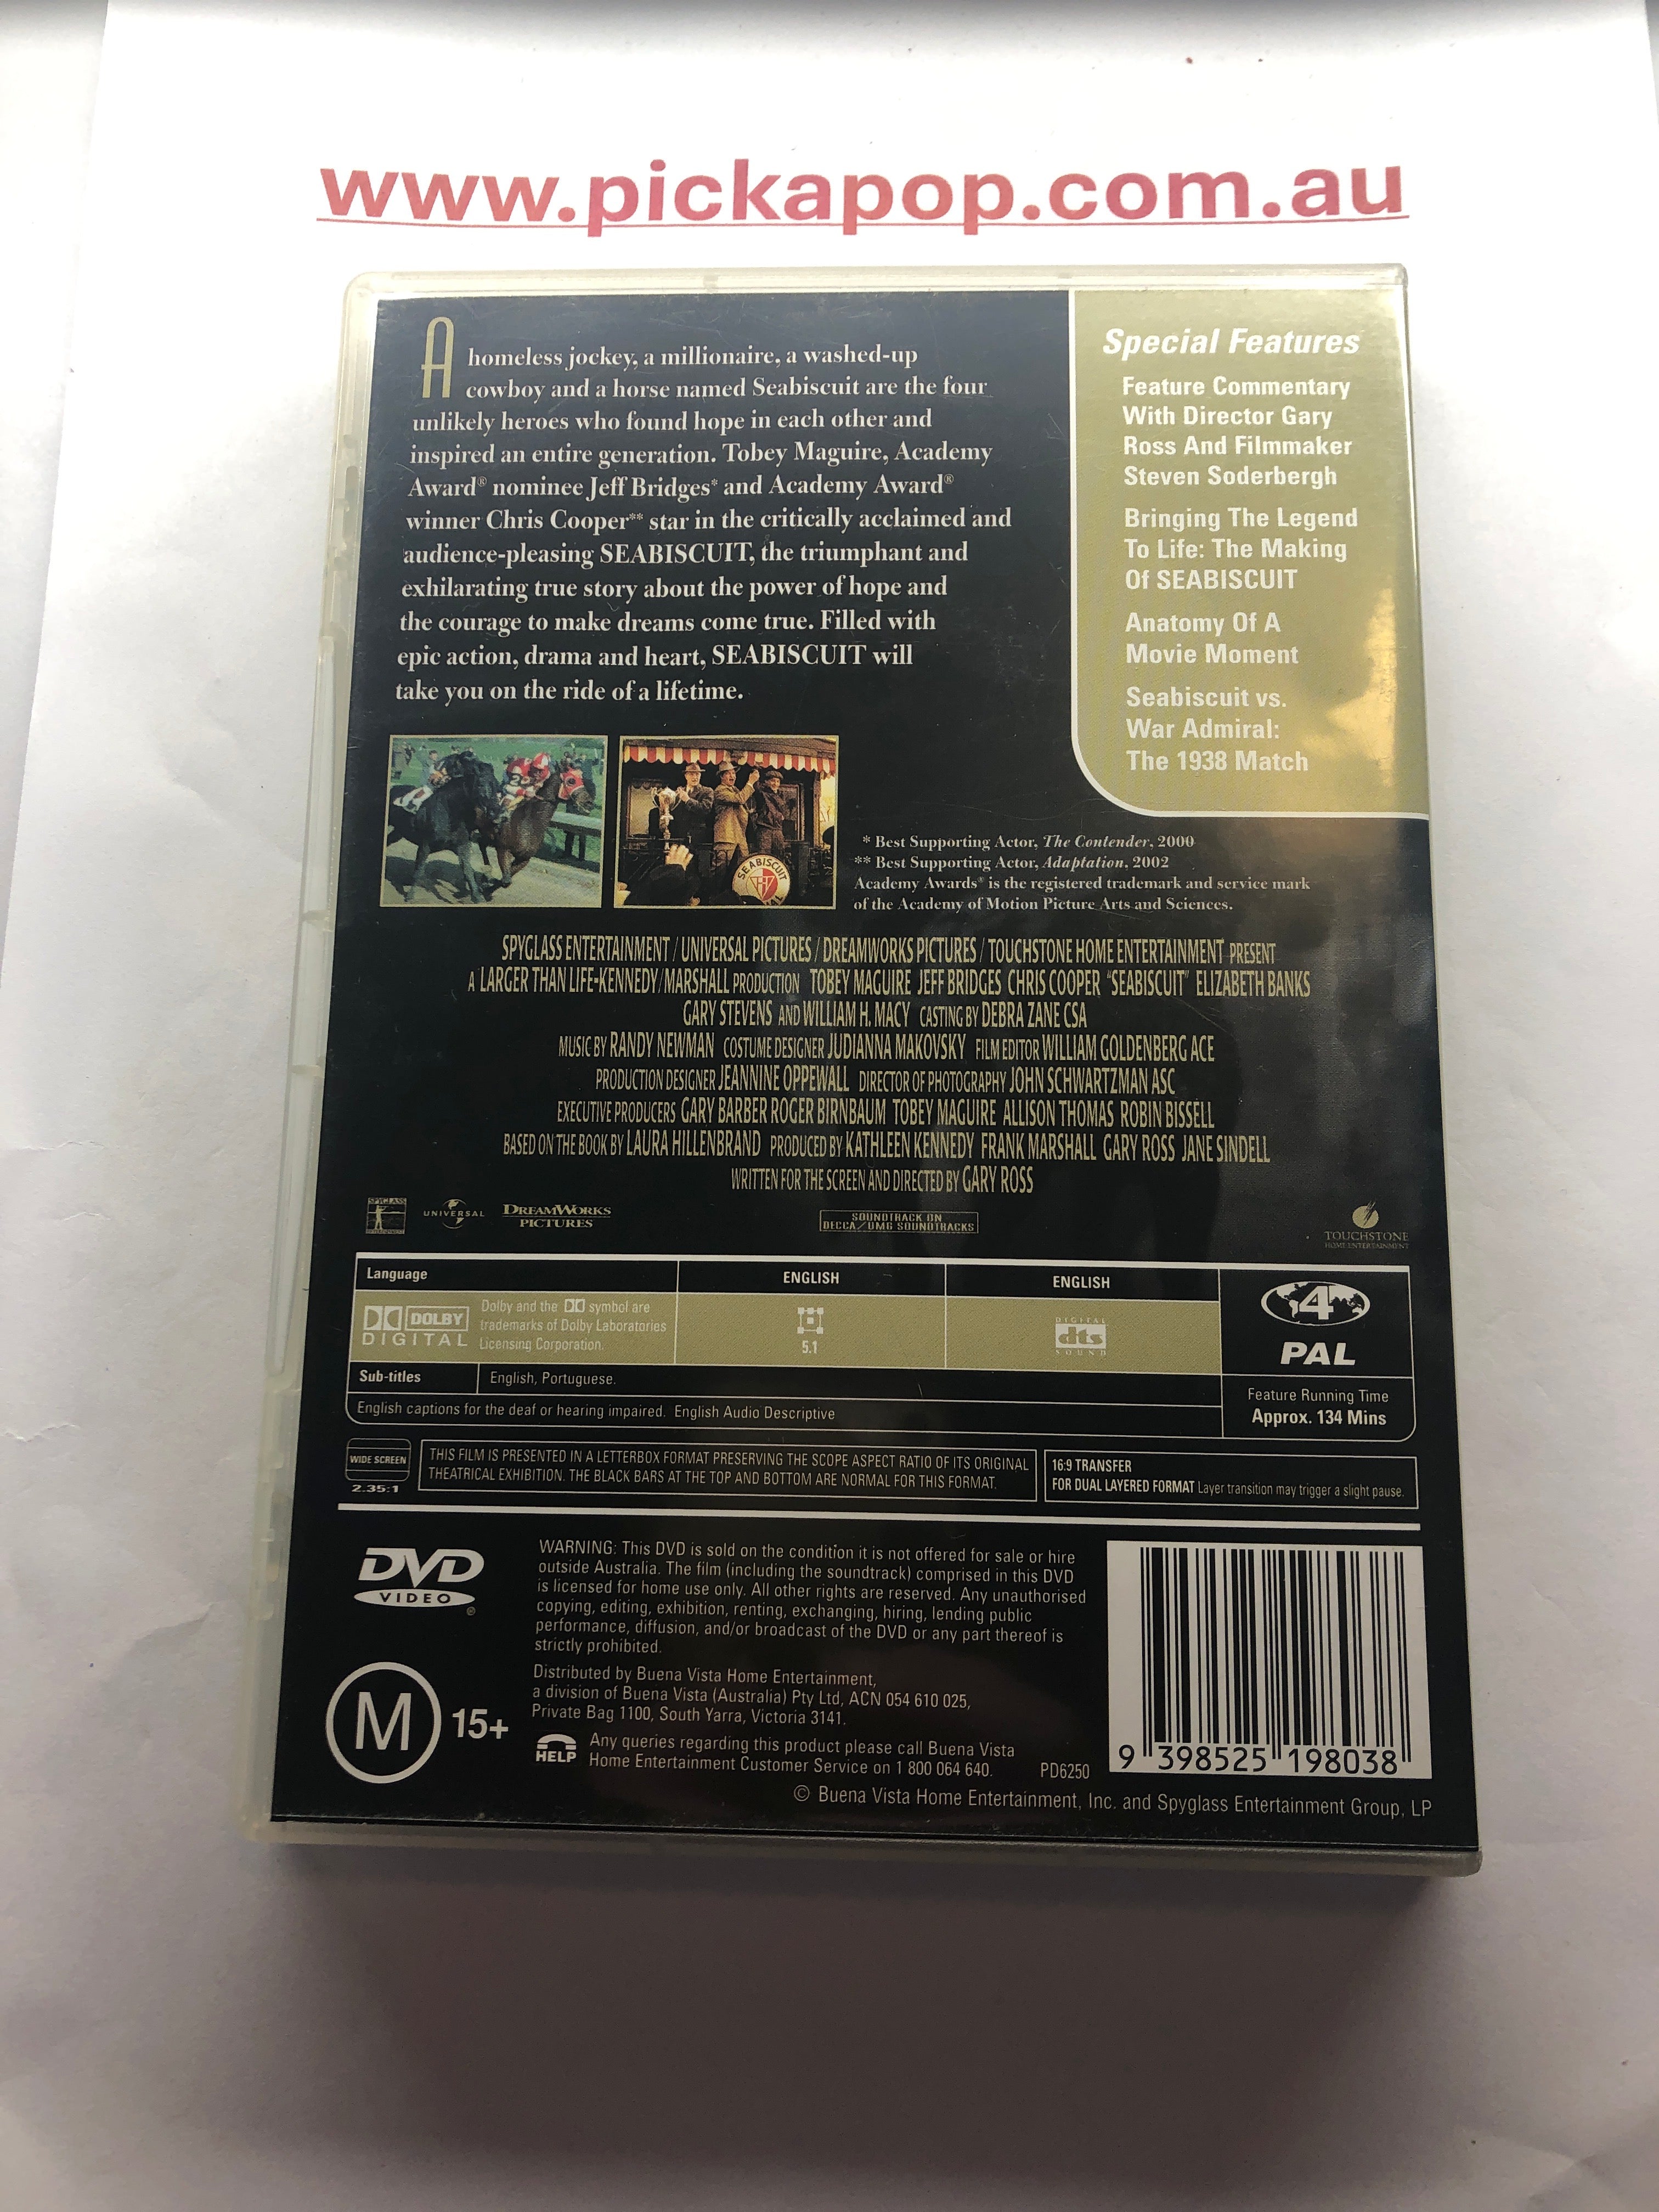 www.pickapop.com.au
A homeless jockey, a millionaire, a washed-up
cowboy and a horse named Seabiscuit are the four
unlikely heroes who found hope in each other and
inspired an entire generation. Tobey Maguire, Academy
Award® nominee Jeff Bridges* and Academy Award®
winner Chris Cooper** star in the critically acclaimed and
audience-pleasing SEABISCUIT, the triumphant and
exhilarating true story about the power of hope and
the courage to make dreams come true. Filled with
epic action, drama and heart, SEABISCUIT will
take you on the ride of a lifetime.
Special Features
Feature Commentary
With Director Gary
Ross And Filmmaker
Steven Soderbergh
Bringing The Legend
To Life: The Making
Of SEABISCUIT
Anatomy Of A
Movie Moment
Seabiscuit vs.
War Admiral:
The 1938 Match
SEABISCUIT
* Best Supporting Actor, The Contender, 2000
** Best Supporting Actor, Adaptation, 2002
Academy Awards® is the registered trademark and service mark
of the Academy of Motion Picture Arts and Sciences.
SPYGLASS ENTERTAINMENT / UNIVERSAL PICTURES / DREAMWORKS PICTURES / TOUCHSTONE HOME ENTERTAINMENT PRESENT
A LARGER THAN LIFE-KENNEDY/MARSHALL PRODUCTION TOBEY MAGUIRE JEFF BRIDGES CHRIS COOPER "SEABISCUIT" ELIZABETH BANKS
GARY STEVENS AND WILLIAM H. MACY CASTING BY DEBRA ZANE CSA
MUSIC BY RANDY NEWMAN COSTUME DESIGNER JUDIANNA MAKOVSKY FILM EDITOR WILLIAM GOLDENBERG ACE
PRODUCTION DESIGNER JEANNINE OPPEWALL DIRECTOR OF PHOTOGRAPHY JOHN SCHWARTZMAN ASC
EXECUTIVE PRODUCERS GARY BARBER ROGER BIRNBAUM TOBEY MAGUIRE ALLISON THOMAS ROBIN BISSELL
BASED ON THE BOOK BY LAURA HILLENBRAND PRODUCED BY KATHLEEN KENNEDY FRANK MARSHALL GARY ROSS JANE SINDELL
WRITTEN FOR THE SCREEN AND DIRECTED BY GARY ROSS
SPYGLASS
ENTERTAINMENT
UNIVERSAL
DREAMWORKS
PICTURES
SOUNDTRACK ON
DECCA/UMG SOUNDTRACKS
TOUCHSTONE
HOME ENTERTAINMENT
Language
ENGLISH
ENGLISH
DOLBY
DIGITAL
Dolby and the symbol are
trademarks of Dolby Laboratories
Licensing Corporation.
5.1
DIGITAL
dts
SOUND
4
PAL
Sub-titles
English, Portuguese.
English captions for the deaf or hearing impaired. English Audio Descriptive
Feature Running Time
Approx. 134 Mins
WIDE SCREEN
2.35:1
THIS FILM IS PRESENTED IN A LETTERBOX FORMAT PRESERVING THE SCOPE ASPECT RATIO OF ITS ORIGINAL
THEATRICAL EXHIBITION. THE BLACK BARS AT THE TOP AND BOTTOM ARE NORMAL FOR THIS FORMAT.
16:9 TRANSFER
FOR DUAL LAYERED FORMAT Layer transition may trigger a slight pause.
DVD
VIDEO
®
WARNING: This DVD is sold on the condition it is not offered for sale or hire
outside Australia. The film (including the soundtrack) comprised in this DVD
is licensed for home use only. All other rights are reserved. Any unauthorised
copying, editing, exhibition, renting, exchanging, hiring, lending public
performance, diffusion, and/or broadcast of the DVD or any part thereof is
strictly prohibited.
M 15+
Distributed by Buena Vista Home Entertainment,
a division of Buena Vista (Australia) Pty Ltd, ACN 054 610 025,
Private Bag 1100, South Yarra, Victoria 3141.
HELP
Any queries regarding this product please call Buena Vista
Home Entertainment Customer Service on 1 800 064 640.
PD6250
9 398525 198038
© Buena Vista Home Entertainment, Inc. and Spyglass Entertainment Group, LP